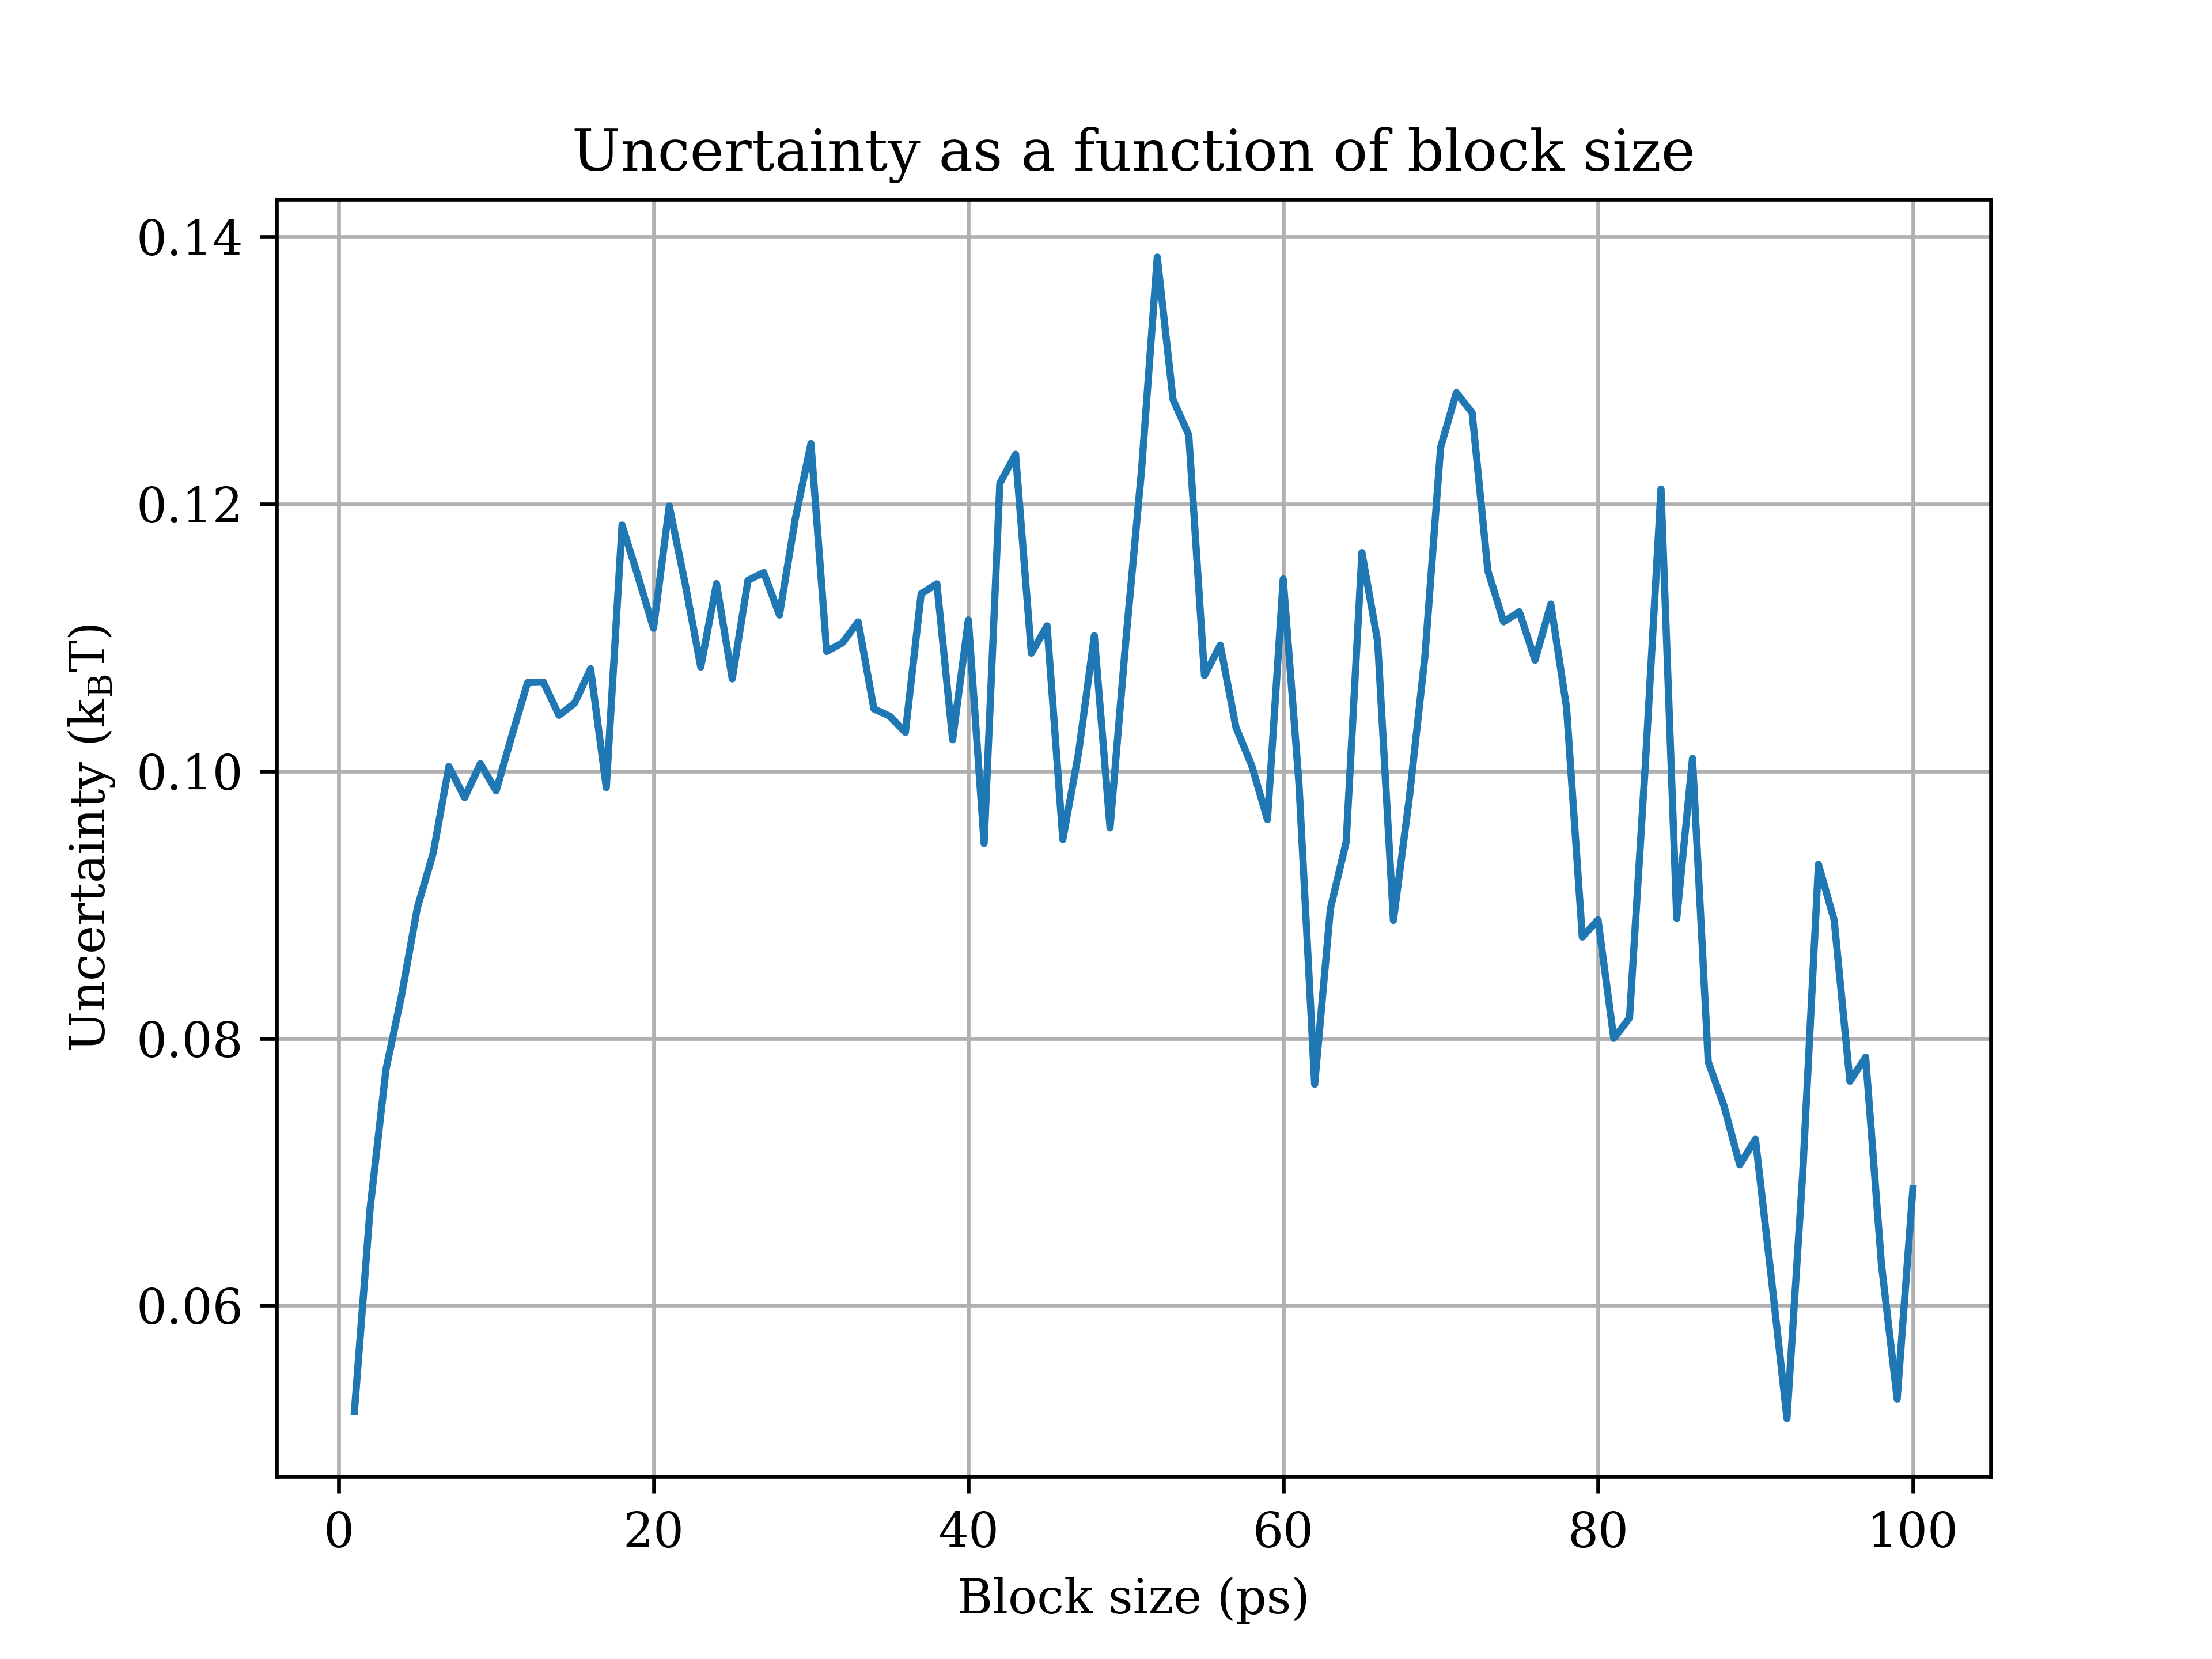 Uncertainty as a function of block size
0.14
0.12
0.10
0.08
0.06
Uncertainty (k_BT)
0 20 40 60 80 100
Block size (ps)